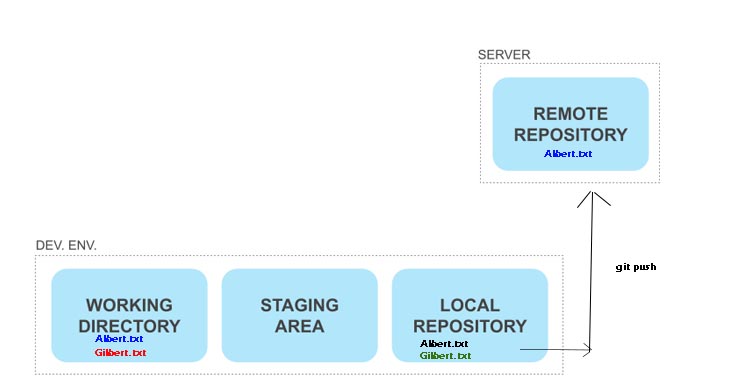 SERVER
REMOTE
REPOSITORY
Albert.txt
git push
DEV. ENV.
WORKING
DIRECTORY
Albert.txt
Gilbert.txt
STAGING
AREA
LOCAL
REPOSITORY
Albert.txt
Gilbert.txt